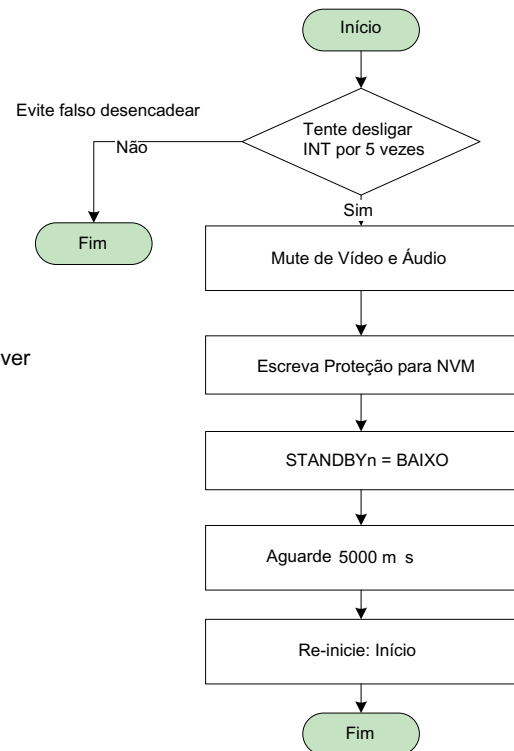 Início
Evite falso desencadear
Tente desligar
INT por 5 vezes
Não
Sim
Fim
Mute de Vídeo e Áudio
ver
Escreva Proteção para NVM
STANDBYn = BAIXO
Aguarde 5000 m s
Re-inicie: Início
Fim